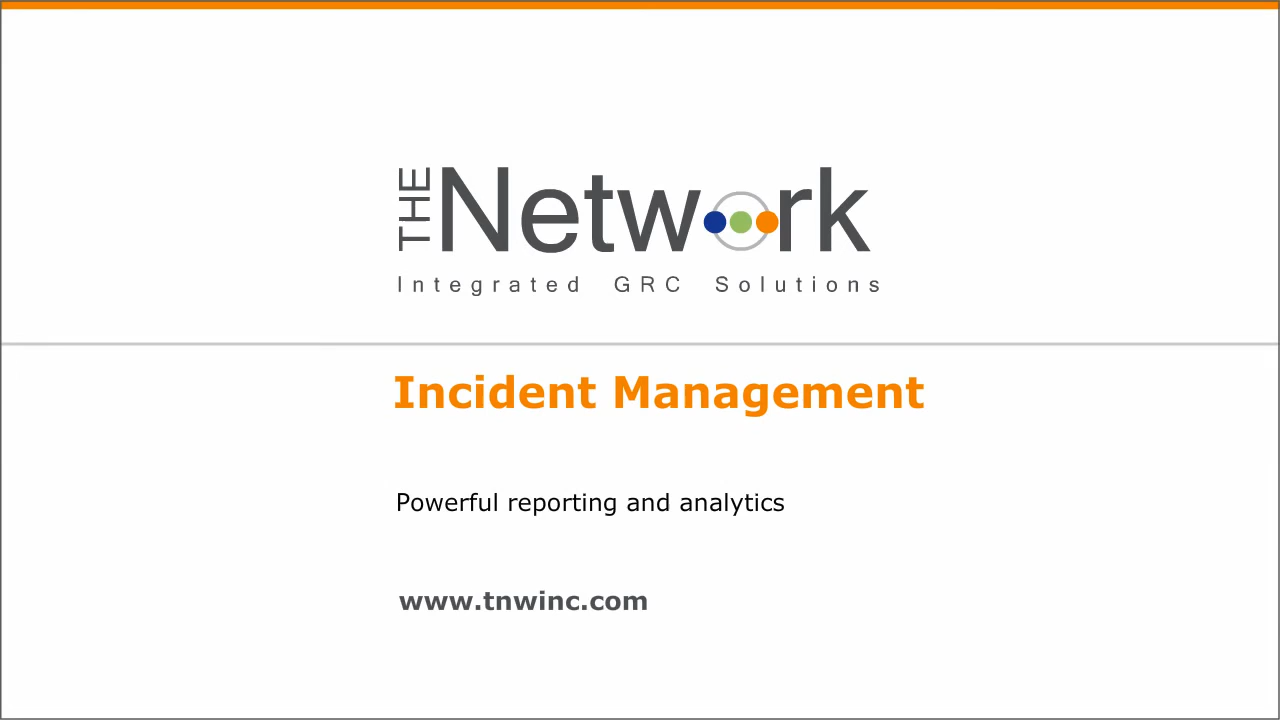 THE Network
Integrated GRC Solutions
Incident Management
Powerful reporting and analytics
www.tnwinc.com